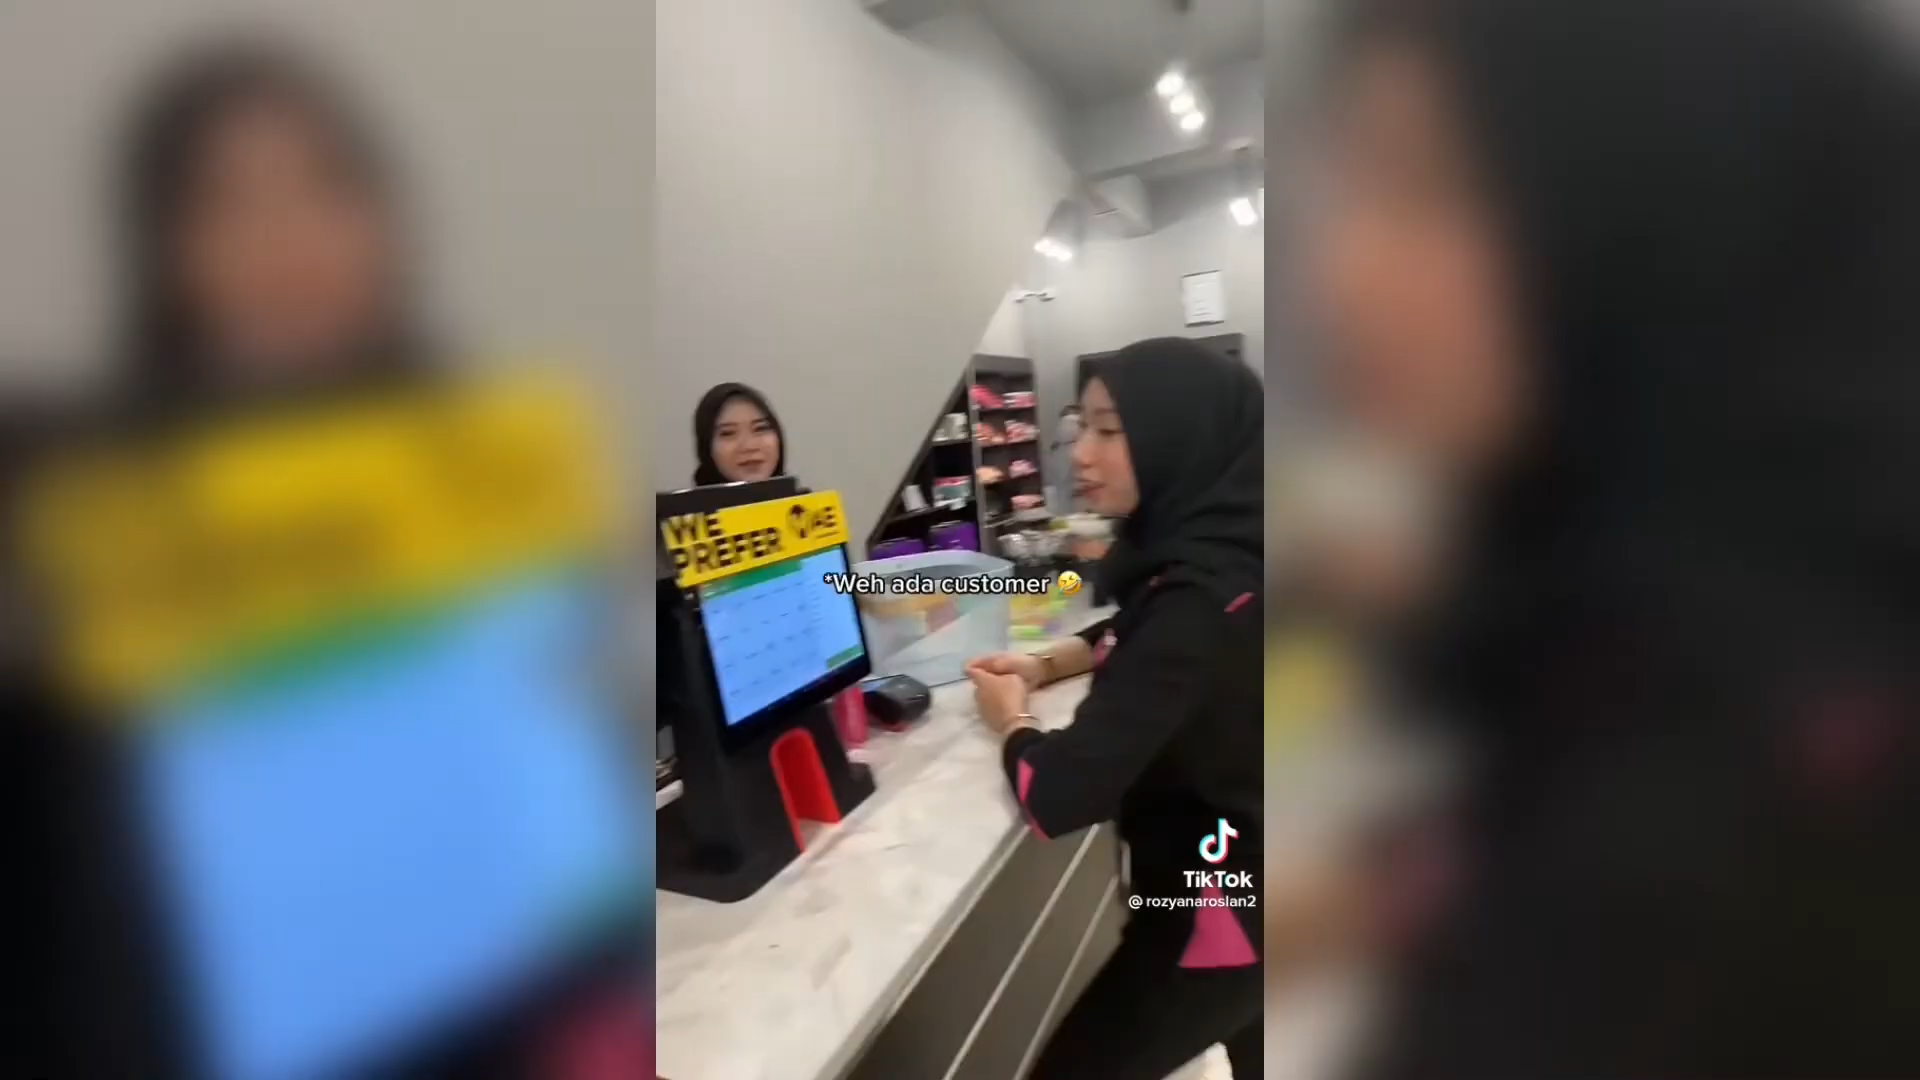 WE
PREFER
*Weh ada customer 🤣
TikTok
@rozyanaroslan2